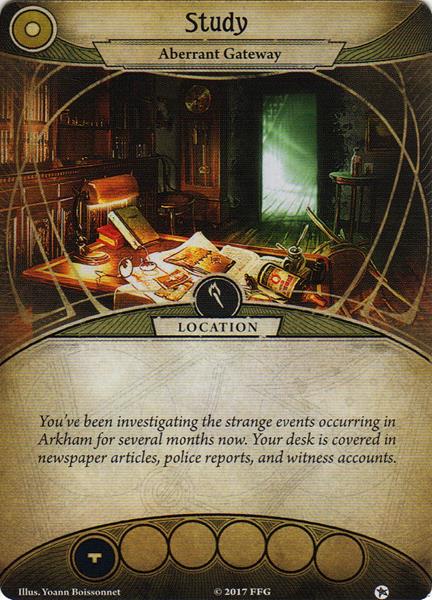 Study
Aberrant Gateway
LOCATION
You've been investigating the strange events occurring in
Arkham for several months now. Your desk is covered in
newspaper articles, police reports, and witness accounts.
Illus. Yoann Boissonnet
© 2017 FFG